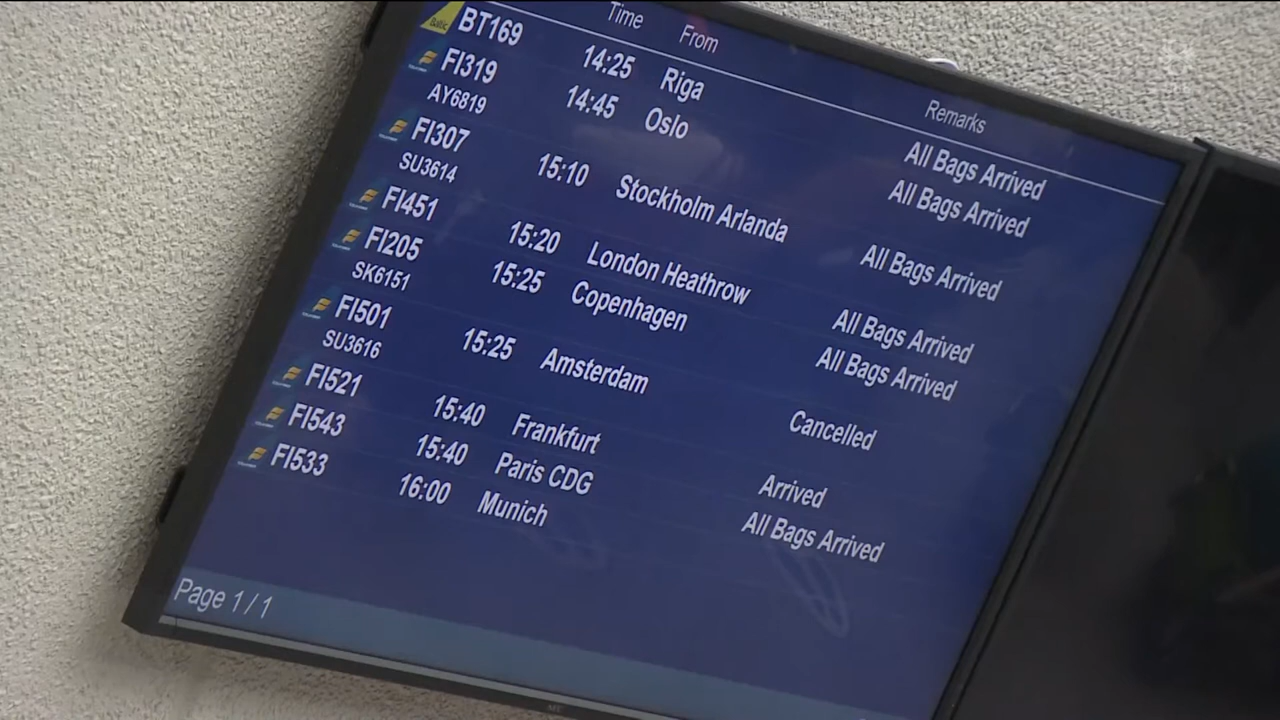 Time From Remarks
Baltic BT169 14:25 Riga All Bags Arrived
FI319 14:45 Oslo All Bags Arrived
AY6819
FI307 15:10 Stockholm Arlanda All Bags Arrived
SU3614
FI451 15:20 London Heathrow All Bags Arrived
FI205 15:25 Copenhagen All Bags Arrived
SK6151
FI501 15:25 Amsterdam Cancelled
SU3616
FI521 15:40 Frankfurt Arrived
FI543 15:40 Paris CDG All Bags Arrived
FI533 16:00 Munich
Page 1 / 1